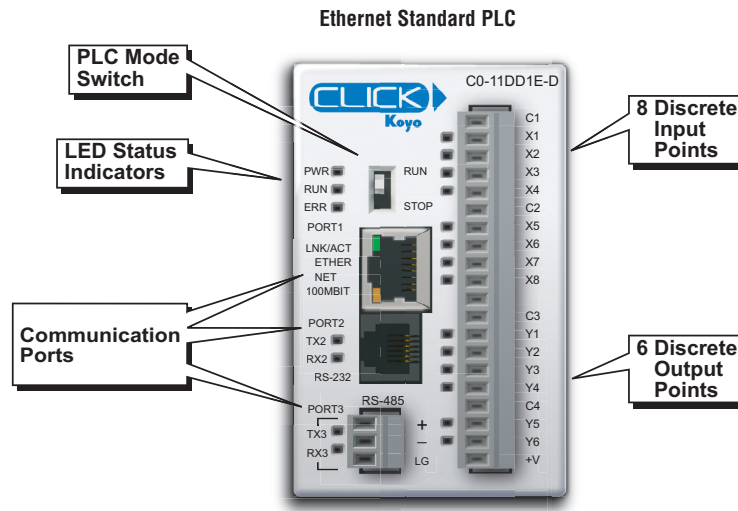 Ethernet Standard PLC
PLC Mode
Switch
LED Status
Indicators
Communication
Ports
CLICK
Koyo
C0-11DD1E-D
PWR
RUN
ERR
RUN
STOP
PORT1
LNK/ACT
ETHER
NET
100MBIT
PORT2
TX2
RX2
RS-232
PORT3
RS-485
TX3
RX3
+
–
LG
C1
X1
X2
X3
X4
C2
X5
X6
X7
X8
C3
Y1
Y2
Y3
Y4
C4
Y5
Y6
+V
8 Discrete
Input
Points
6 Discrete
Output
Points